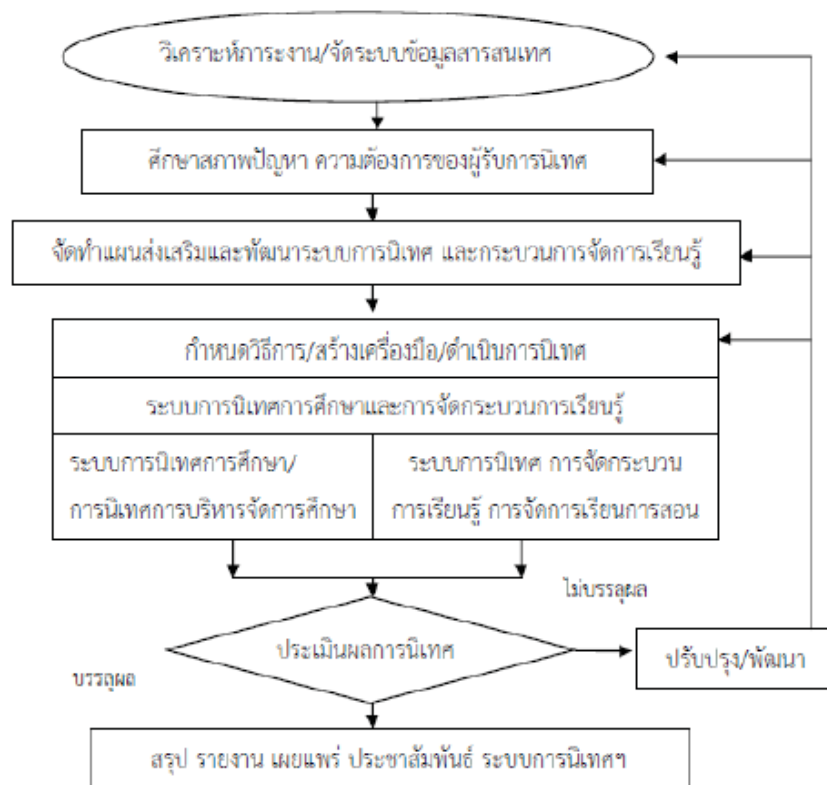 วิเคราะห์ภาระงาน/จัดระบบข้อมูลสารสนเทศ
ศึกษาสภาพปัญหา ความต้องการของผู้รับการนิเทศ
จัดทำแผนส่งเสริมและพัฒนาระบบการนิเทศ และกระบวนการจัดการเรียนรู้
กำหนดวิธีการ/สร้างเครื่องมือ/ดำเนินการนิเทศ
ระบบการนิเทศการศึกษาและการจัดกระบวนการเรียนรู้
ระบบการนิเทศการศึกษา/
การนิเทศการบริหารจัดการศึกษา
ระบบการนิเทศ การจัดกระบวน
การเรียนรู้ การจัดการเรียนการสอน
ไม่บรรลุผล
ประเมินผลการนิเทศ
ปรับปรุง/พัฒนา
บรรลุผล
สรุป รายงาน เผยแพร่ ประชาสัมพันธ์ ระบบการนิเทศฯ